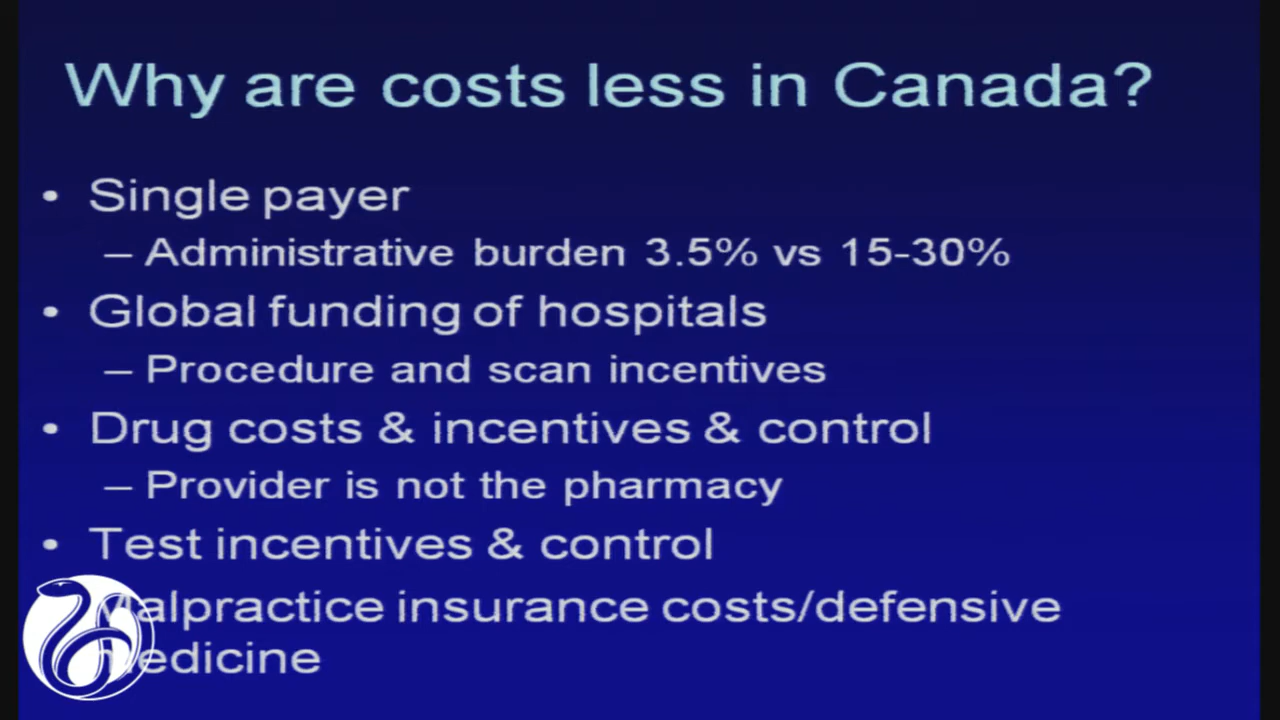 Why are costs less in Canada?
• Single payer
– Administrative burden 3.5% vs 15-30%
• Global funding of hospitals
– Procedure and scan incentives
• Drug costs & incentives & control
– Provider is not the pharmacy
• Test incentives & control
Malpractice insurance costs/defensive
medicine